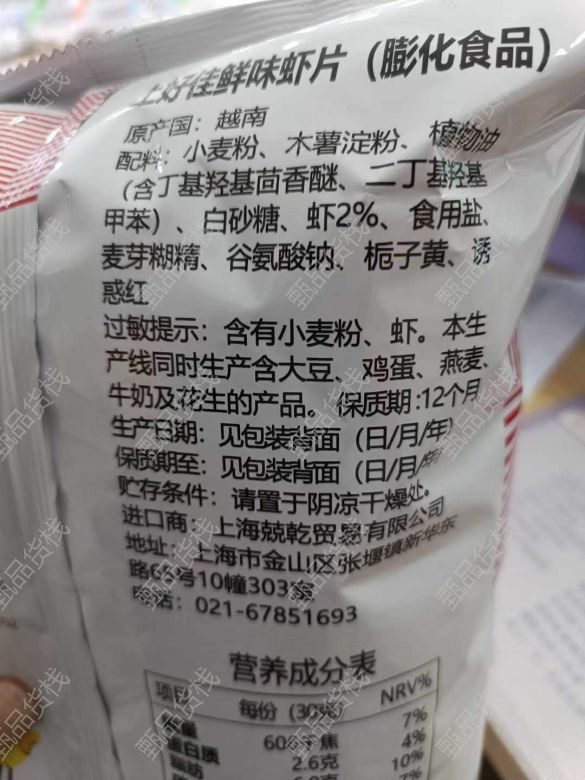 上好佳鲜味虾片（膨化食品）
原产国：越南
配料：小麦粉、木薯淀粉、植物油
（含丁基羟基茴香醚、二丁基羟基
甲苯）、白砂糖、虾2%、食用盐、
麦芽糊精、谷氨酸钠、栀子黄、诱
惑红
过敏提示：含有小麦粉、虾。本生
产线同时生产含大豆、鸡蛋、燕麦、
牛奶及花生的产品。保质期:12个月
生产日期：见包装背面（日/月/年）
保质期至：见包装背面（日/月/年）
贮存条件：请置于阴凉干燥处。
进口商：上海兢乾贸易有限公司
地址：上海市金山区张堰镇新华东
路6号10幢303室
电话：021-67851693
营养成分表
项目 每份（30克） NRV%
能量 焦 7%
蛋白质 2.6克 4%
脂肪 10%
甄品货栈